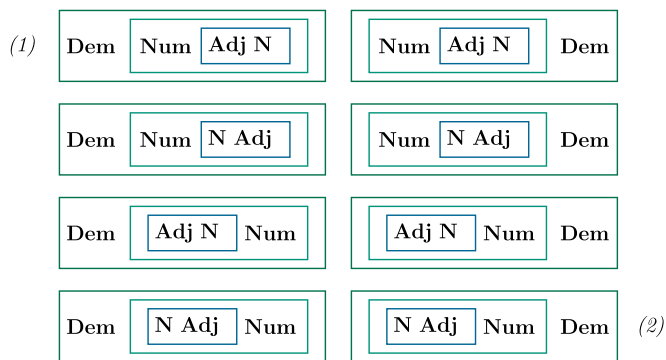 (1) Dem Num Adj N Num Adj N Dem
Dem Num N Adj Num N Adj Dem
Dem Adj N Num Adj N Num Dem
Dem N Adj Num N Adj Num Dem (2)